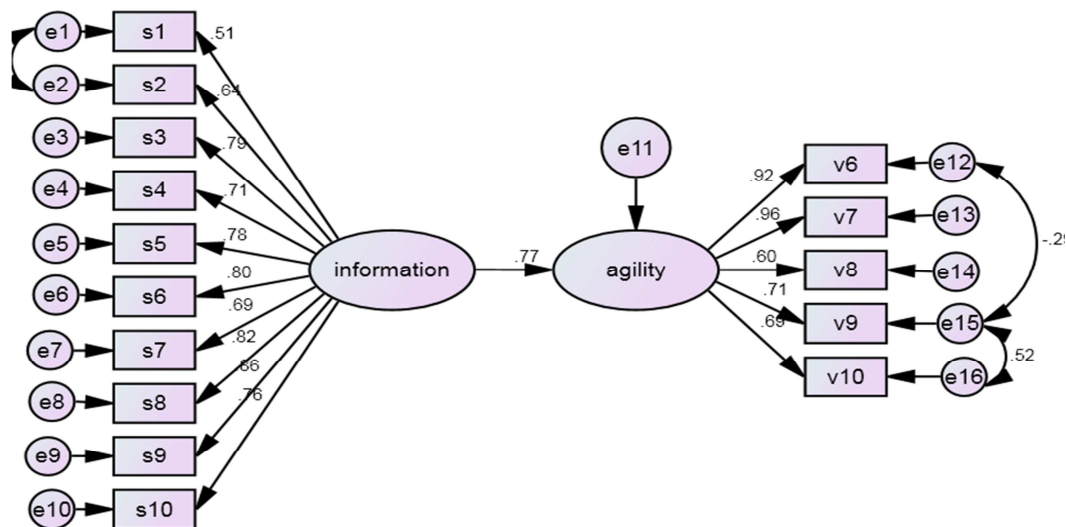 e1
s1
.51
e2
s2
.64
e3
s3
.79
e4
s4
.71
e5
s5
.78
e6
s6
.80
.69
e7
s7
.82
e8
s8
.76
e9
s9
e10
s10
information
.77
e11
agility
.92
v6
e12
.96
v7
e13
-.29
.60
v8
e14
.71
v9
e15
.69
.52
v10
e16